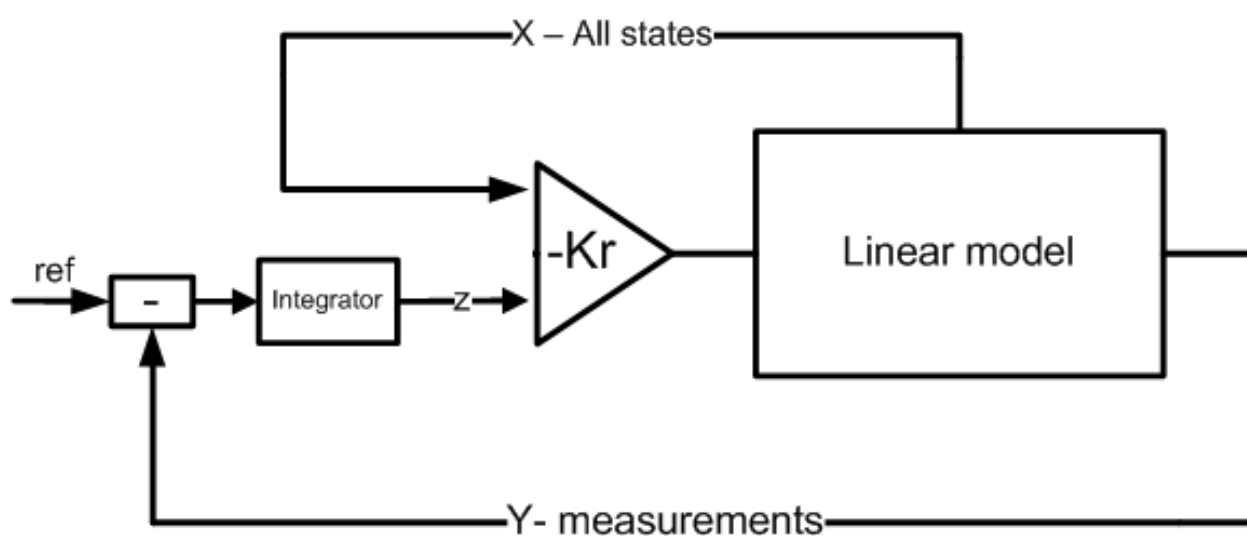 X – All states
-Kr
Linear model
ref
-
Integrator
z
Y- measurements